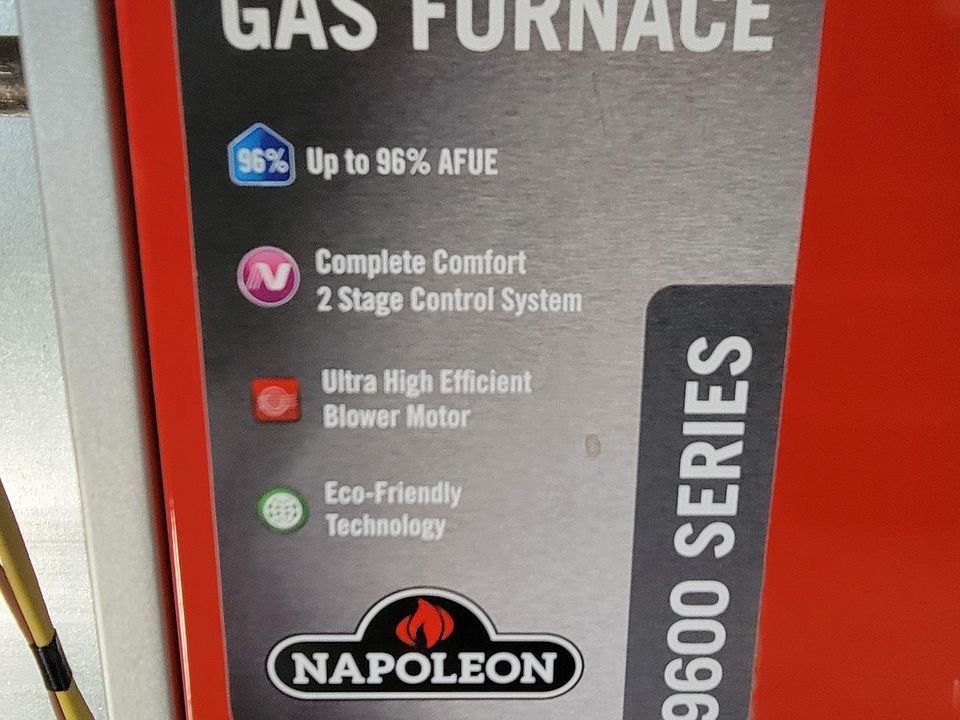 GAS FURNACE
96% Up to 96% AFUE
N Complete Comfort
2 Stage Control System
Ultra High Efficient
Blower Motor
Eco-Friendly
Technology
NAPOLEON
9600 SERIES